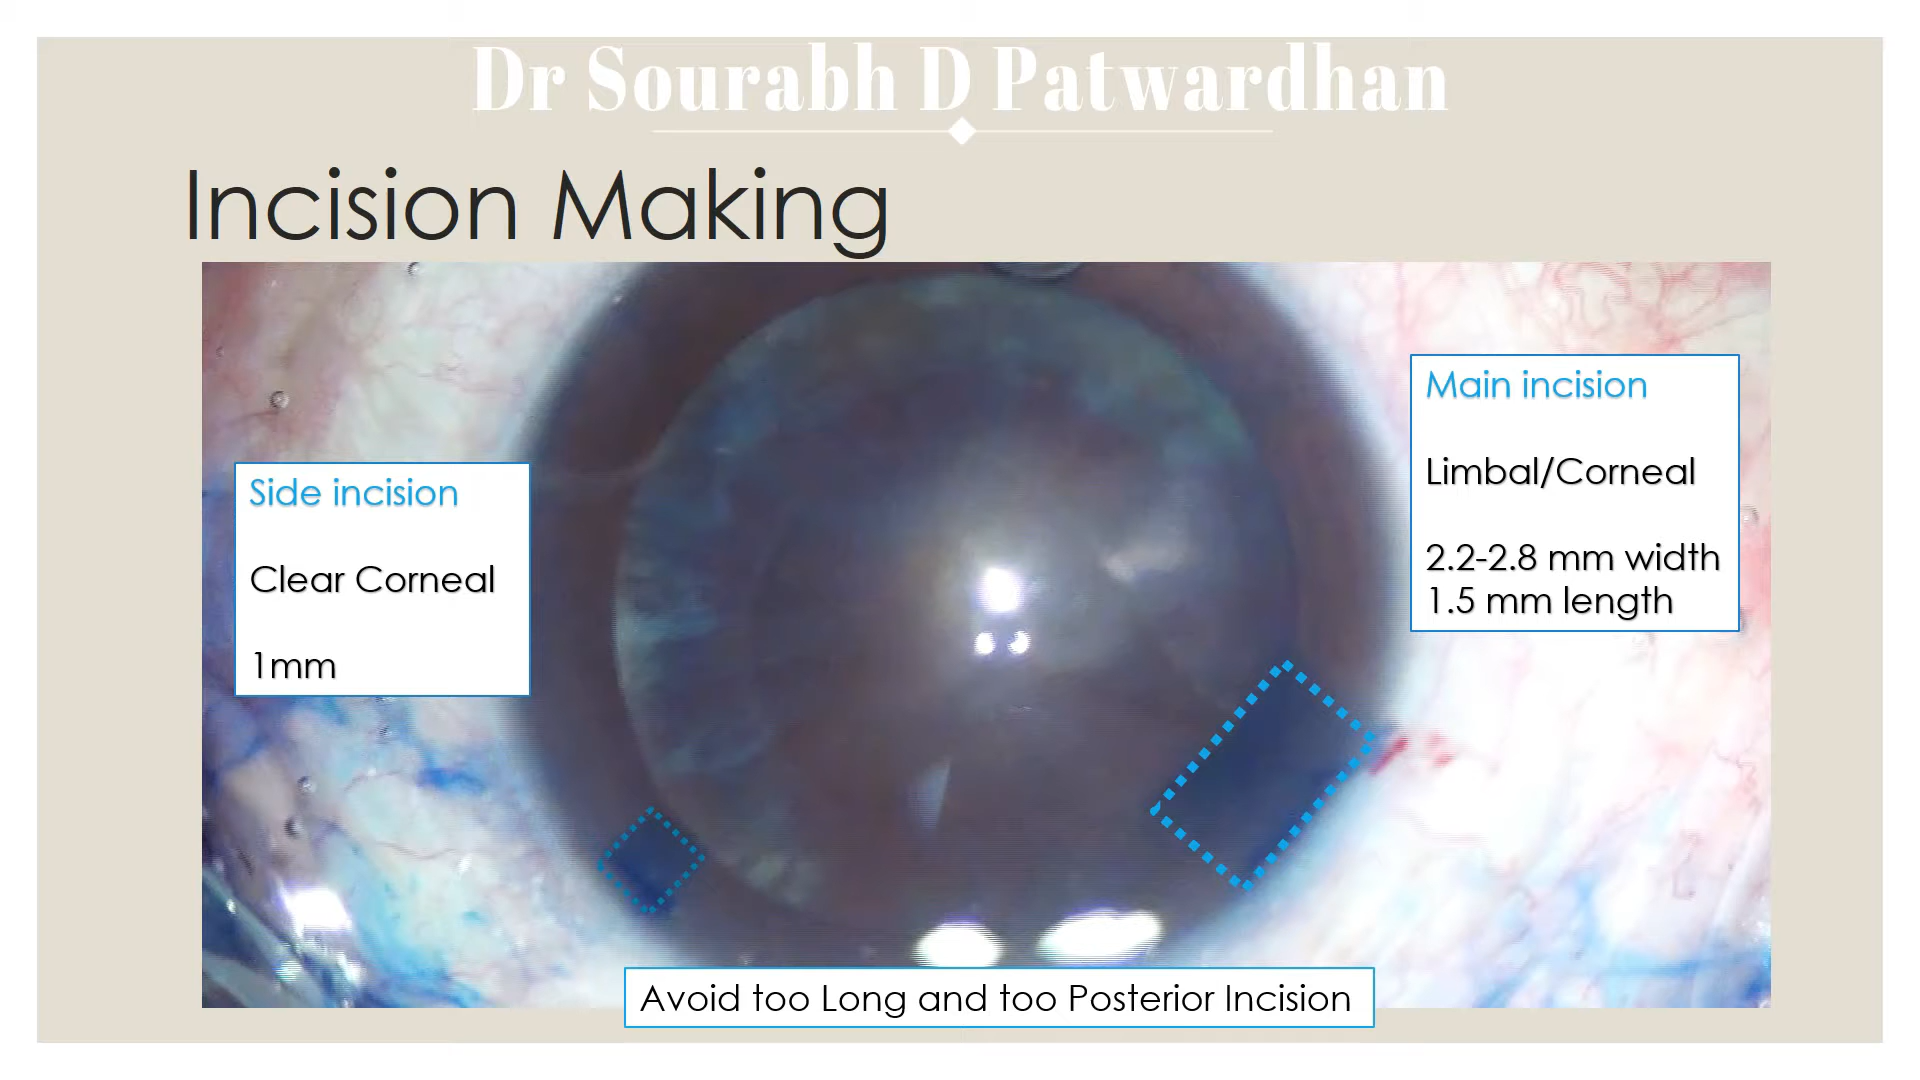 Dr Sourabh D Patwardhan
Incision Making
Side incision
Clear Corneal
1mm
Main incision
Limbal/Corneal
2.2-2.8 mm width
1.5 mm length
Avoid too Long and too Posterior Incision